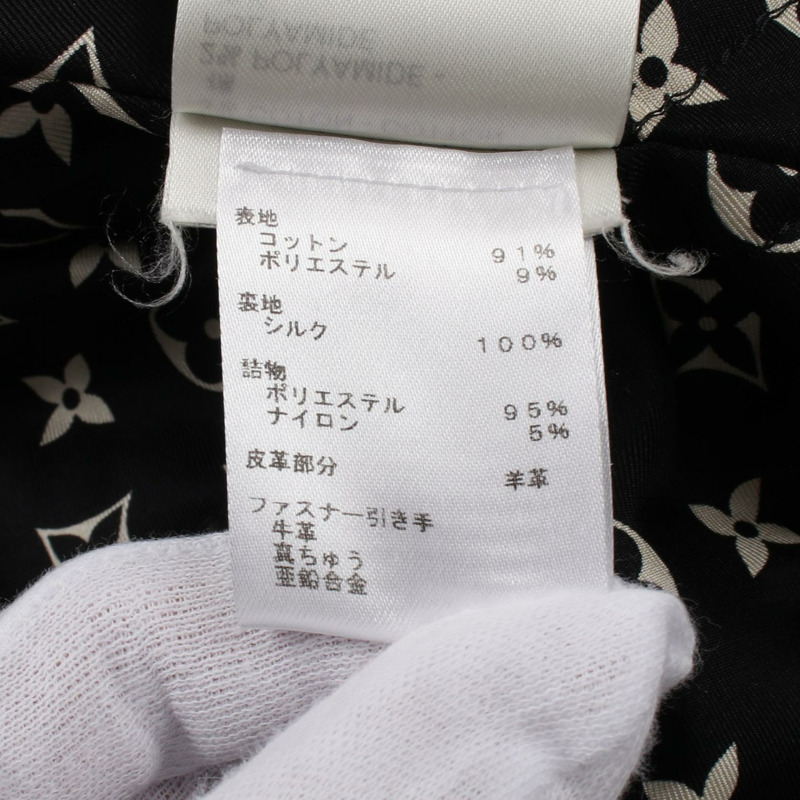 POLYAMIDE
2% POLYAMIDE -
表地
コットン 91%
ポリエステル 9%
裏地
シルク 100%
詰物
ポリエステル 95%
ナイロン 5%
皮革部分 羊革
ファスナー引き手
牛革
真ちゅう
亜鉛合金